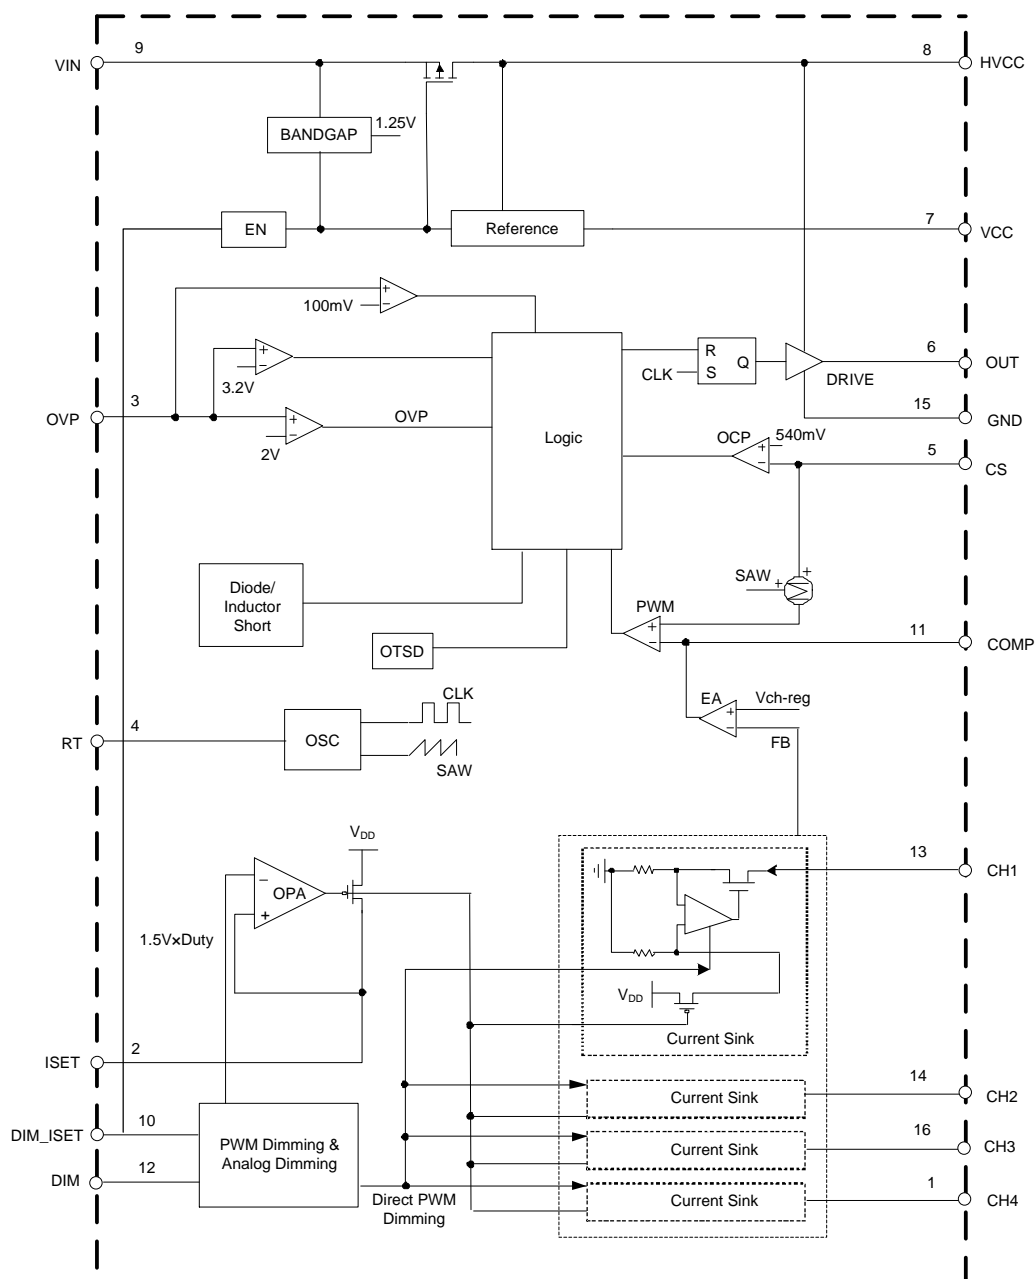 9
8
VIN
HVCC
1.25V
BANDGAP
7
EN
Reference
VCC
+
−
100mV
R
S
Q
CLK
DRIVE
6
OUT
+
−
3.2V
3
OVP
+
−
2V
OVP
Logic
15
GND
OCP
+
−
540mV
5
CS
Diode/
Inductor
Short
SAW
+
+
PWM
+
−
11
COMP
OTSD
EA
+
−
Vch-reg
FB
4
RT
OSC
CLK
SAW
VDD
−
+
OPA
1.5V×Duty
13
CH1
VDD
Current Sink
2
ISET
14
Current Sink
CH2
10
DIM_ISET
PWM Dimming &
Analog Dimming
16
Current Sink
CH3
12
DIM
Direct PWM
Dimming
1
Current Sink
CH4